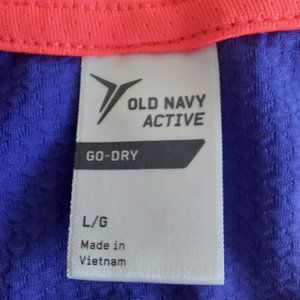 OLD NAVY
ACTIVE
GO-DRY
L/G
Made in
Vietnam